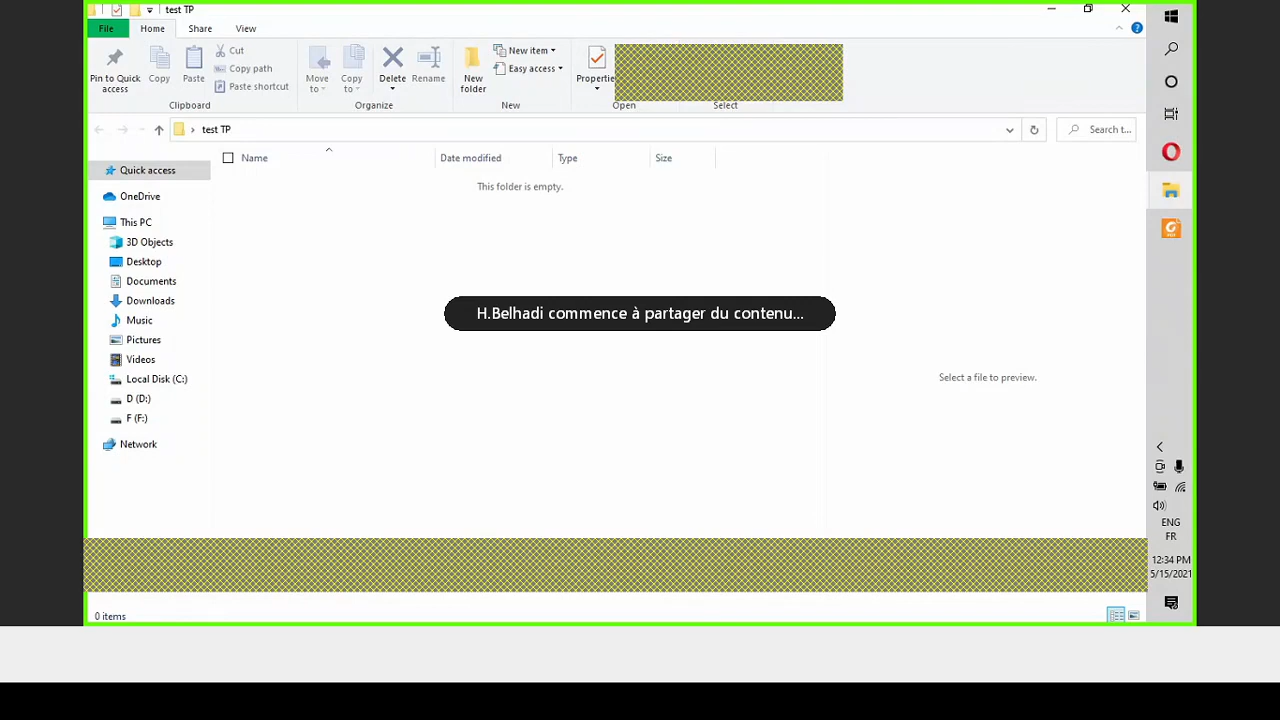 test TP
File Home Share View
Pin to Quick access
Copy
Paste
Cut
Copy path
Paste shortcut
Clipboard
Move to
Copy to
Delete
Rename
Organize
New folder
New item
Easy access
New
Properties
Open
Select
test TP
Search t...
Name Date modified Type Size
This folder is empty.
Quick access
OneDrive
This PC
3D Objects
Desktop
Documents
Downloads
Music
Pictures
Videos
Local Disk (C:)
D (D:)
F (F:)
Network
H.Belhadi commence à partager du contenu...
Select a file to preview.
0 items
ENG
FR
12:34 PM
5/15/2021